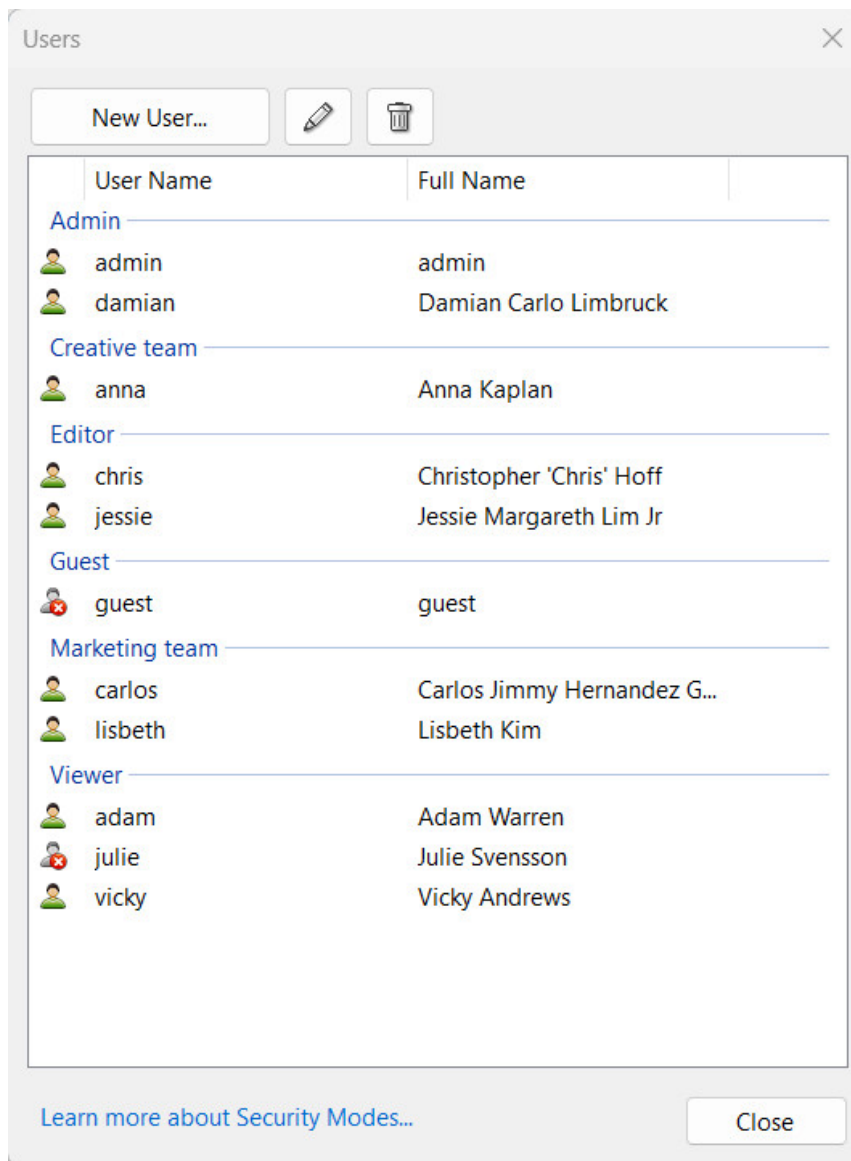 Users
New User...
User Name Full Name
Admin
admin admin
damian Damian Carlo Limbruck
Creative team
anna Anna Kaplan
Editor
chris Christopher 'Chris' Hoff
jessie Jessie Margareth Lim Jr
Guest
guest guest
Marketing team
carlos Carlos Jimmy Hernandez G...
lisbeth Lisbeth Kim
Viewer
adam Adam Warren
julie Julie Svensson
vicky Vicky Andrews
Learn more about Security Modes... Close